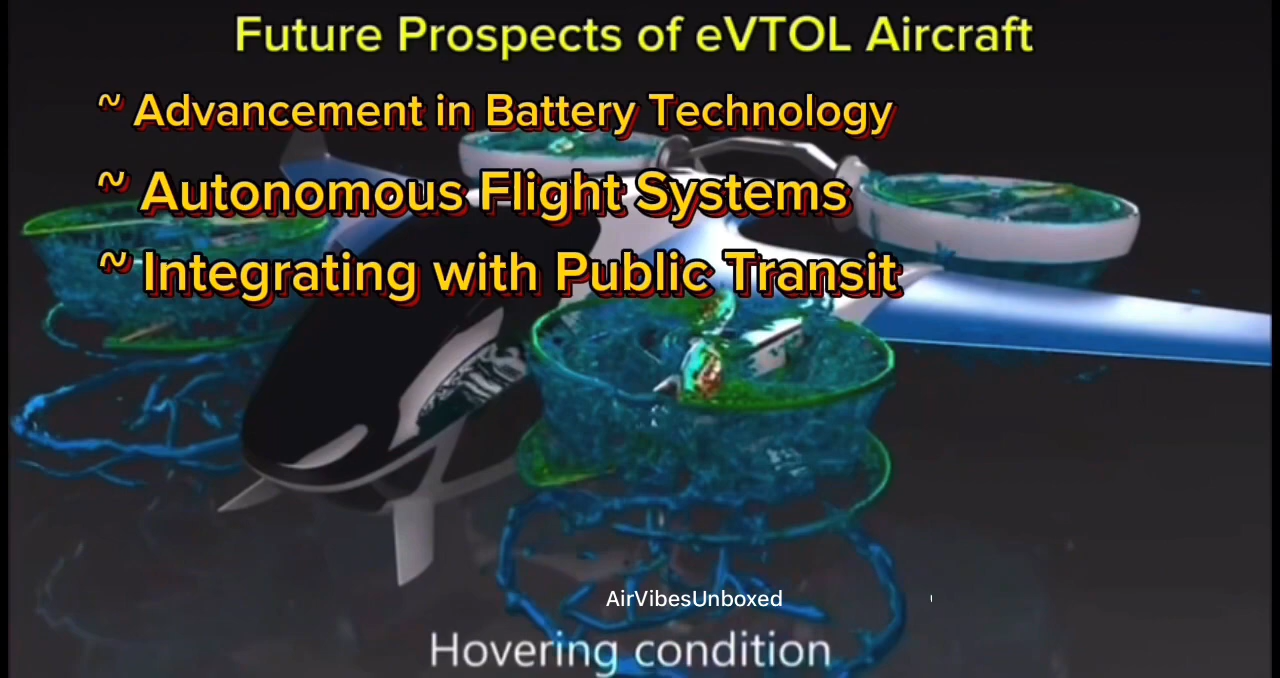 Future Prospects of eVTOL Aircraft
~ Advancement in Battery Technology
~ Autonomous Flight Systems
~ Integrating with Public Transit
AirVibesUnboxed
Hovering condition